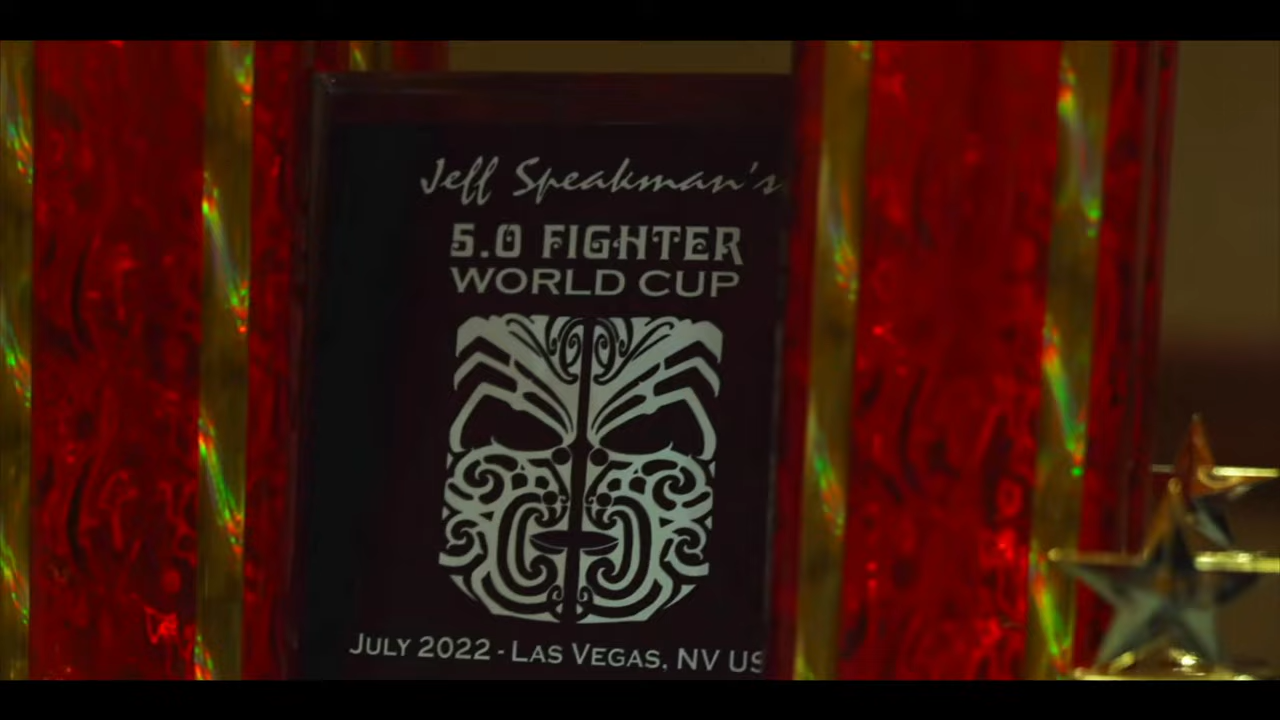 Jeff Speakman's
5.0 FIGHTER
WORLD CUP
JULY 2022 - LAS VEGAS, NV US